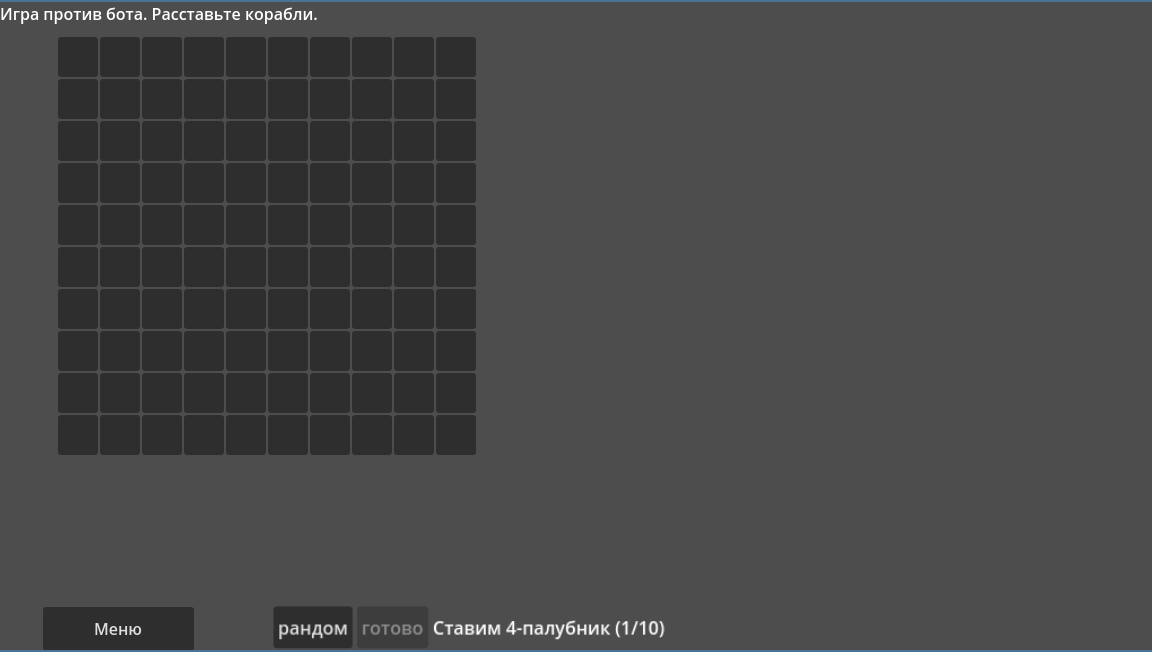 Игра против бота. Расставьте корабли.
Меню
рандом готово Ставим 4-палубник (1/10)